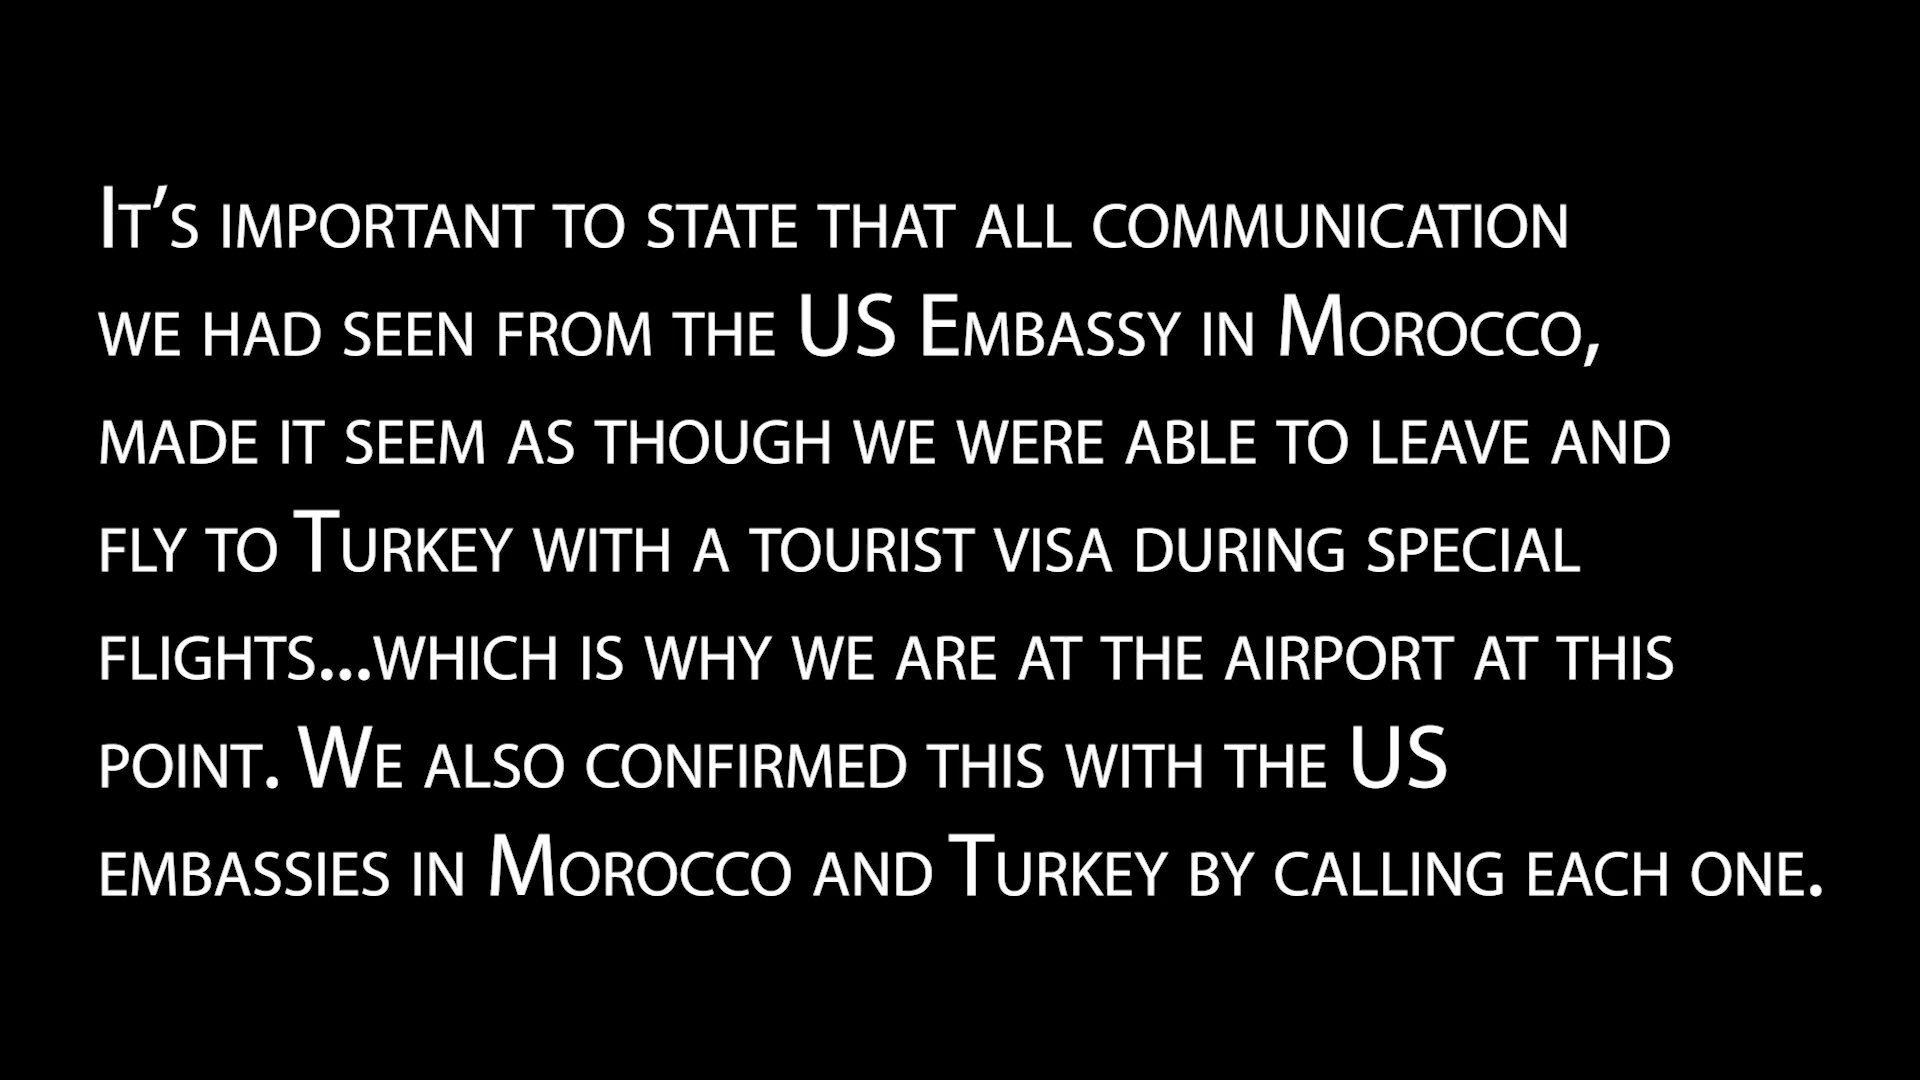 It's important to state that all communication
we had seen from the US Embassy in Morocco,
made it seem as though we were able to leave and
fly to Turkey with a tourist visa during special
flights...which is why we are at the airport at this
point. We also confirmed this with the US
embassies in Morocco and Turkey by calling each one.